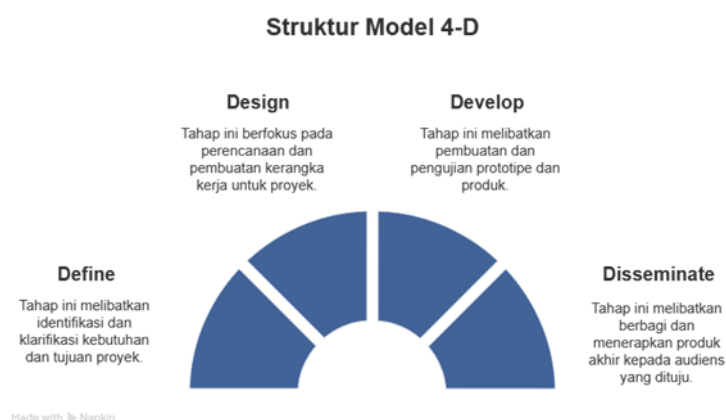 Struktur Model 4-D
Design
Tahap ini berfokus pada
perencanaan dan
pembuatan kerangka
kerja untuk proyek.
Develop
Tahap ini melibatkan
pembuatan dan
pengujian prototipe dan
produk.
Define
Tahap ini melibatkan
identifikasi dan
klarifikasi kebutuhan
dan tujuan proyek.
Disseminate
Tahap ini melibatkan
berbagi dan
menerapkan produk
akhir kepada audiens
yang dituju.
Made with Napkin